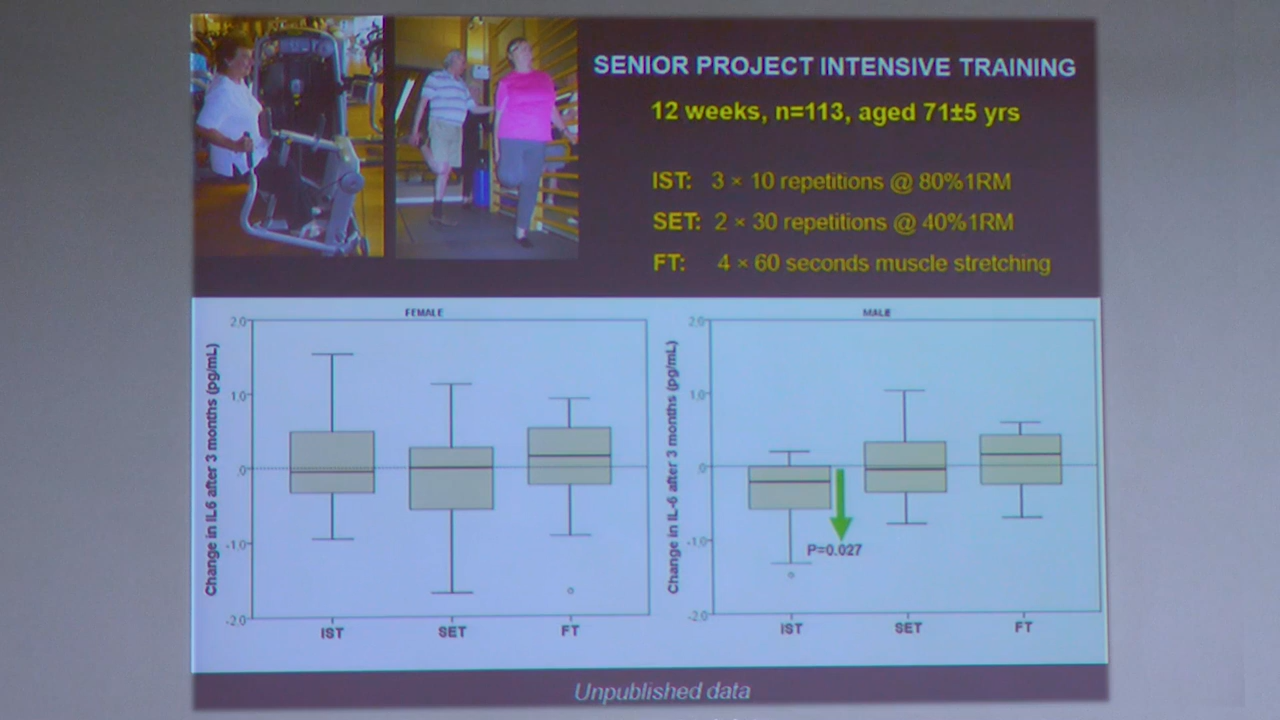 SENIOR PROJECT INTENSIVE TRAINING
12 weeks, n=113, aged 71±5 yrs
IST: 3 × 10 repetitions @ 80%1RM
SET: 2 × 30 repetitions @ 40%1RM
FT: 4 × 60 seconds muscle stretching
FEMALE
Change in IL6 after 3 months (pg/mL)
2.0
1.0
.0
-1.0
-2.0
IST SET FT
MALE
Change in IL-6 after 3 months (pg/mL)
2.0
1.0
.0
-1.0
-2.0
P=0.027
IST SET FT
Unpublished data